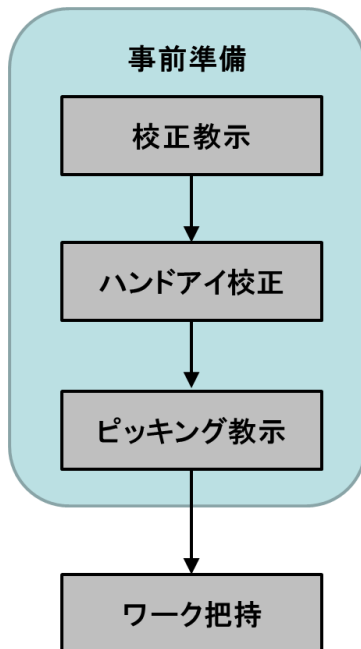 事前準備
校正教示
ハンドアイ校正
ピッキング教示
ワーク把持